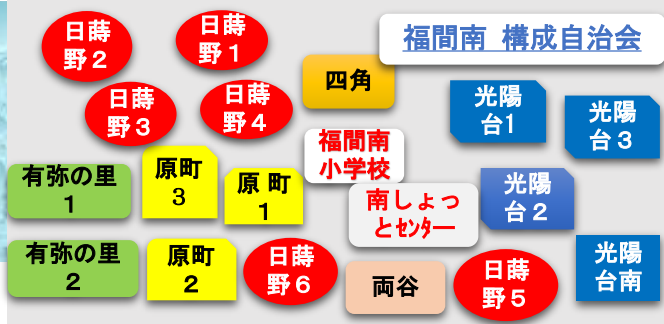 福間南 構成自治会
日蒔
野２
日蒔
野１
四角
日蒔
野３
日蒔
野４
光陽
台1
光陽
台３
福間南
小学校
有弥の里
1
原町
3
原 町
1
南しょっ
とｾﾝﾀｰ
光陽
台２
有弥の里
2
原町
2
日蒔
野６
両谷
日蒔
野５
光陽
台南